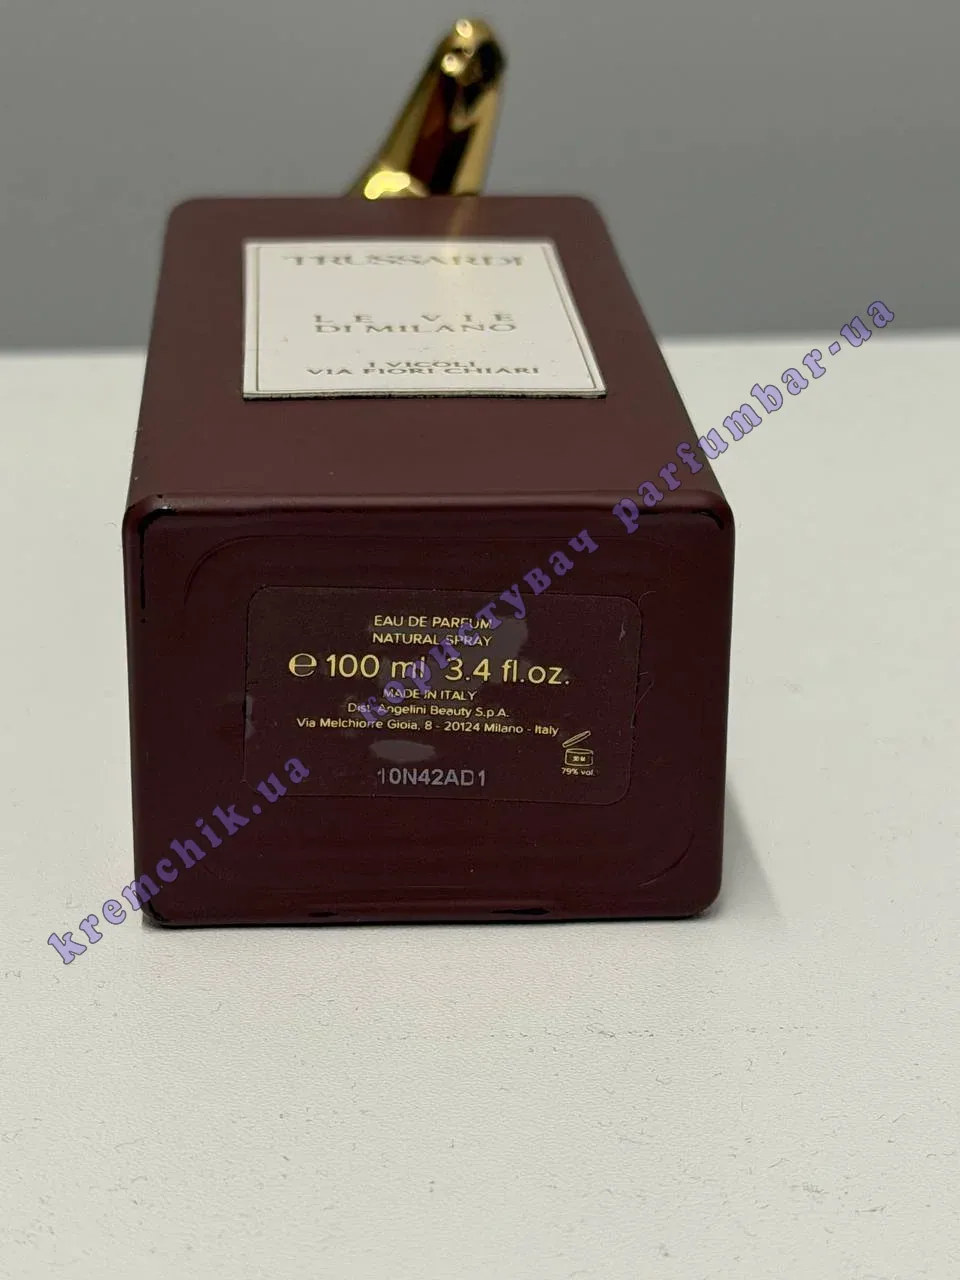 TRUSSARDI
LE VIE
DI MILANO
I VICOLI
VIA FIORI CHIARI
EAU DE PARFUM
NATURAL SPRAY
℮ 100 ml 3.4 fl.oz.
MADE IN ITALY
Dist. Angelini Beauty S.p.A.
Via Melchiorre Gioia, 8 - 20124 Milano - Italy
30 M
79% vol.
10N42AD1
kremchik.ua користувач parfumbar-ua